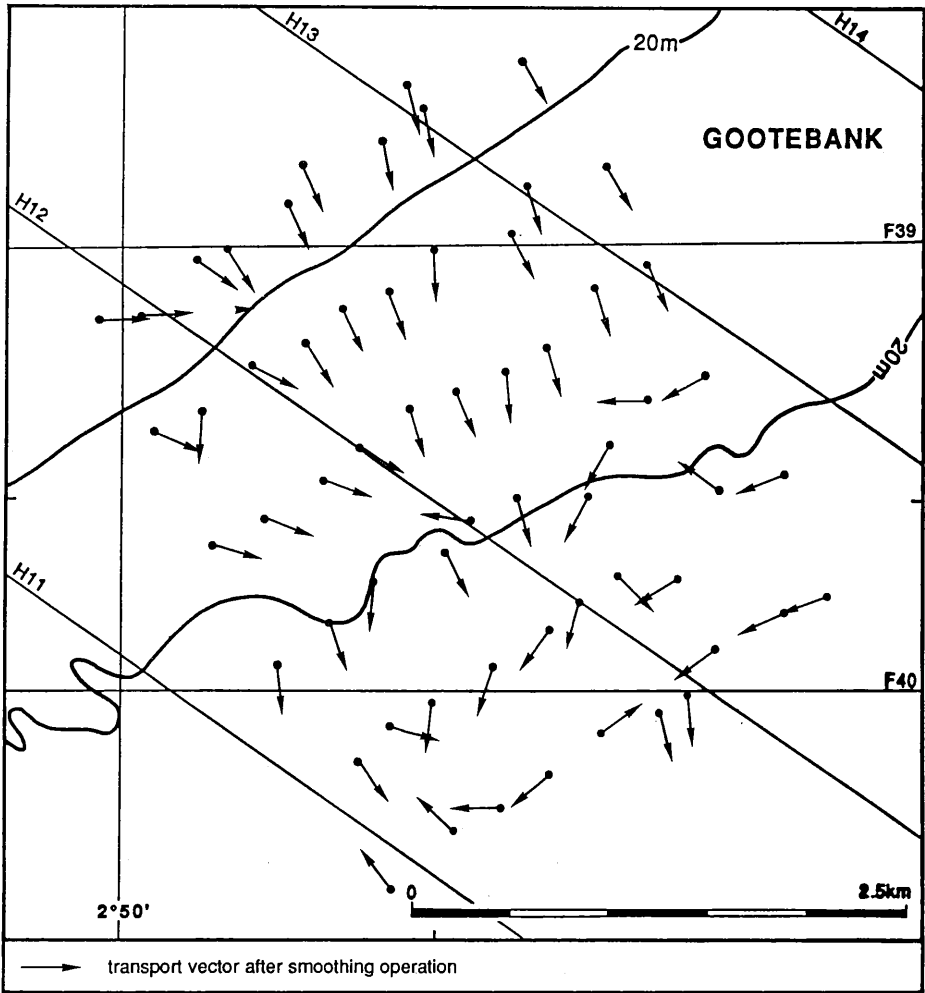 H13
20m
H14
GOOTEBANK
H12
F39
20m
H11
F40
2°50'
0
2.5km
transport vector after smoothing operation